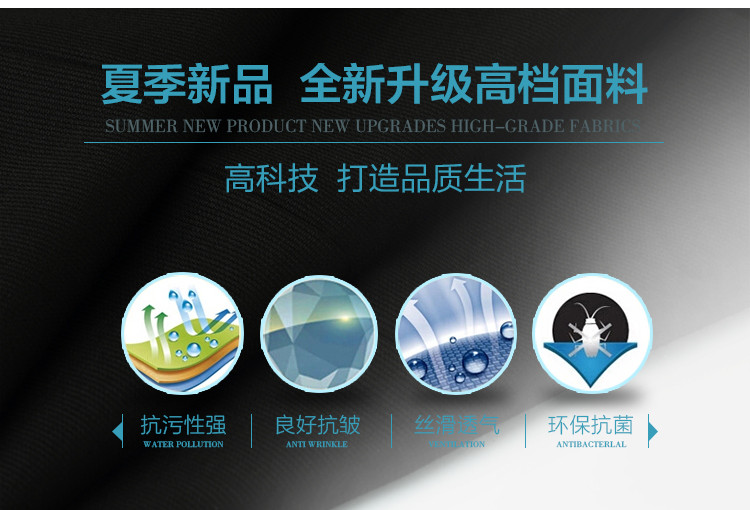 夏季新品 全新升级高档面料
SUMMER NEW PRODUCT NEW UPGRADES HIGH-GRADE FABRICS
高科技 打造品质生活
抗污性强 良好抗皱 丝滑透气 环保抗菌
WATER POLLUTION ANTI WRINKLE ANTIBACTERLAL